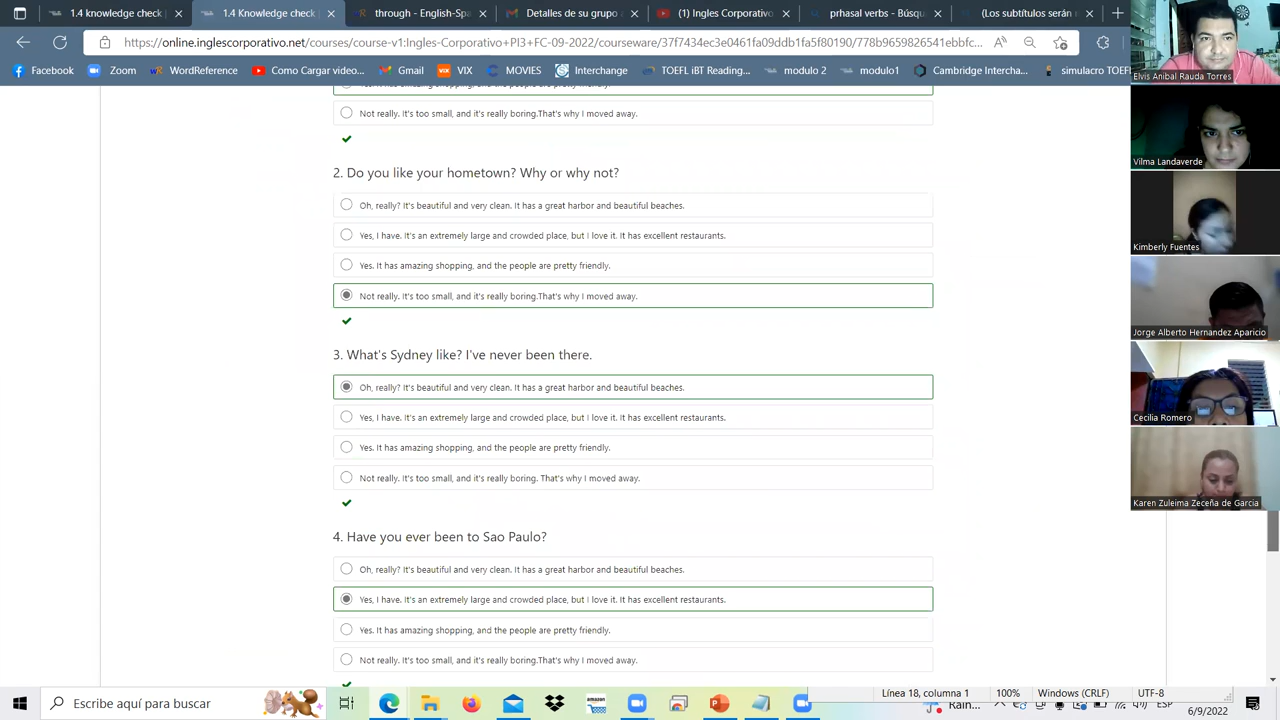 1.4 knowledge check
1.4 Knowledge check
through - English-Spa
Detalles de su grupo
(1) Ingles Corporativo
prhasal verbs - Búsqu
(Los subtítulos serán
https://online.inglescorporativo.net/courses/course-v1:Ingles-Corporativo+PI3+FC-09-2022/courseware/37f7434ec3e0461fa09ddb1fa5f80190/778b9659826541ebbfc...
Facebook
Zoom
WordReference
Como Cargar video...
Gmail
VIX
MOVIES
Interchange
TOEFL iBT Reading...
modulo 2
modulo1
Cambridge Intercha...
simulacro TOEFL
Not really. It's too small, and it's really boring.That's why I moved away.
2. Do you like your hometown? Why or why not?
Oh, really? It's beautiful and very clean. It has a great harbor and beautiful beaches.
Yes, I have. It's an extremely large and crowded place, but I love it. It has excellent restaurants.
Yes. It has amazing shopping, and the people are pretty friendly.
Not really. It's too small, and it's really boring.That's why I moved away.
3. What's Sydney like? I've never been there.
Oh, really? It's beautiful and very clean. It has a great harbor and beautiful beaches.
Yes, I have. It's an extremely large and crowded place, but I love it. It has excellent restaurants.
Yes. It has amazing shopping, and the people are pretty friendly.
Not really. It's too small, and it's really boring. That's why I moved away.
4. Have you ever been to Sao Paulo?
Oh, really? It's beautiful and very clean. It has a great harbor and beautiful beaches.
Yes, I have. It's an extremely large and crowded place, but I love it. It has excellent restaurants.
Yes. It has amazing shopping, and the people are pretty friendly.
Not really. It's too small, and it's really boring.That's why I moved away.
Elvis Anibal Rauda Torres
Vilma Landaverde
Kimberly Fuentes
Jorge Alberto Hernandez Aparicio
Cecilia Romero
Karen Zuleima Zeceña de Garcia
Línea 18, columna 1
100%
Windows (CRLF)
UTF-8
Escribe aquí para buscar
Rain...
ESP
6/9/2022